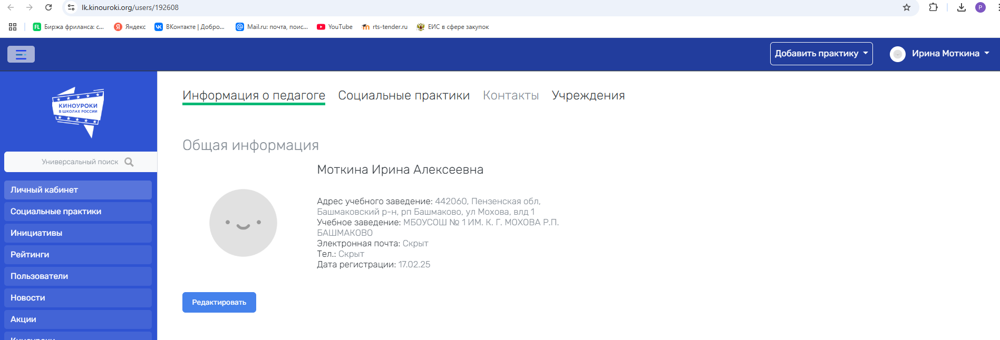 lk.kinouroki.org/users/192608
Биржа фриланса: с...
Яндекс
ВКонтакте | Добро...
Mail.ru: почта, поис...
YouTube
rts-tender.ru
ЕИС в сфере закупок
Добавить практику
Ирина Моткина
КИНОУРОКИ
В ШКОЛАХ РОССИИ
Универсальный поиск
Личный кабинет
Социальные практики
Инициативы
Рейтинги
Пользователи
Новости
Акции
Киноуроки
Информация о педагоге
Социальные практики
Контакты
Учреждения
Общая информация
Моткина Ирина Алексеевна
Адрес учебного заведение: 442060, Пензенская обл,
Башмаковский р-н, рп Башмаково, ул Мохова, влд 1
Учебное заведение: МБОУСОШ № 1 ИМ. К. Г. МОХОВА Р.П.
БАШМАКОВО
Электронная почта: Скрыт
Тел.: Скрыт
Дата регистрации: 17.02.25
Редактировать